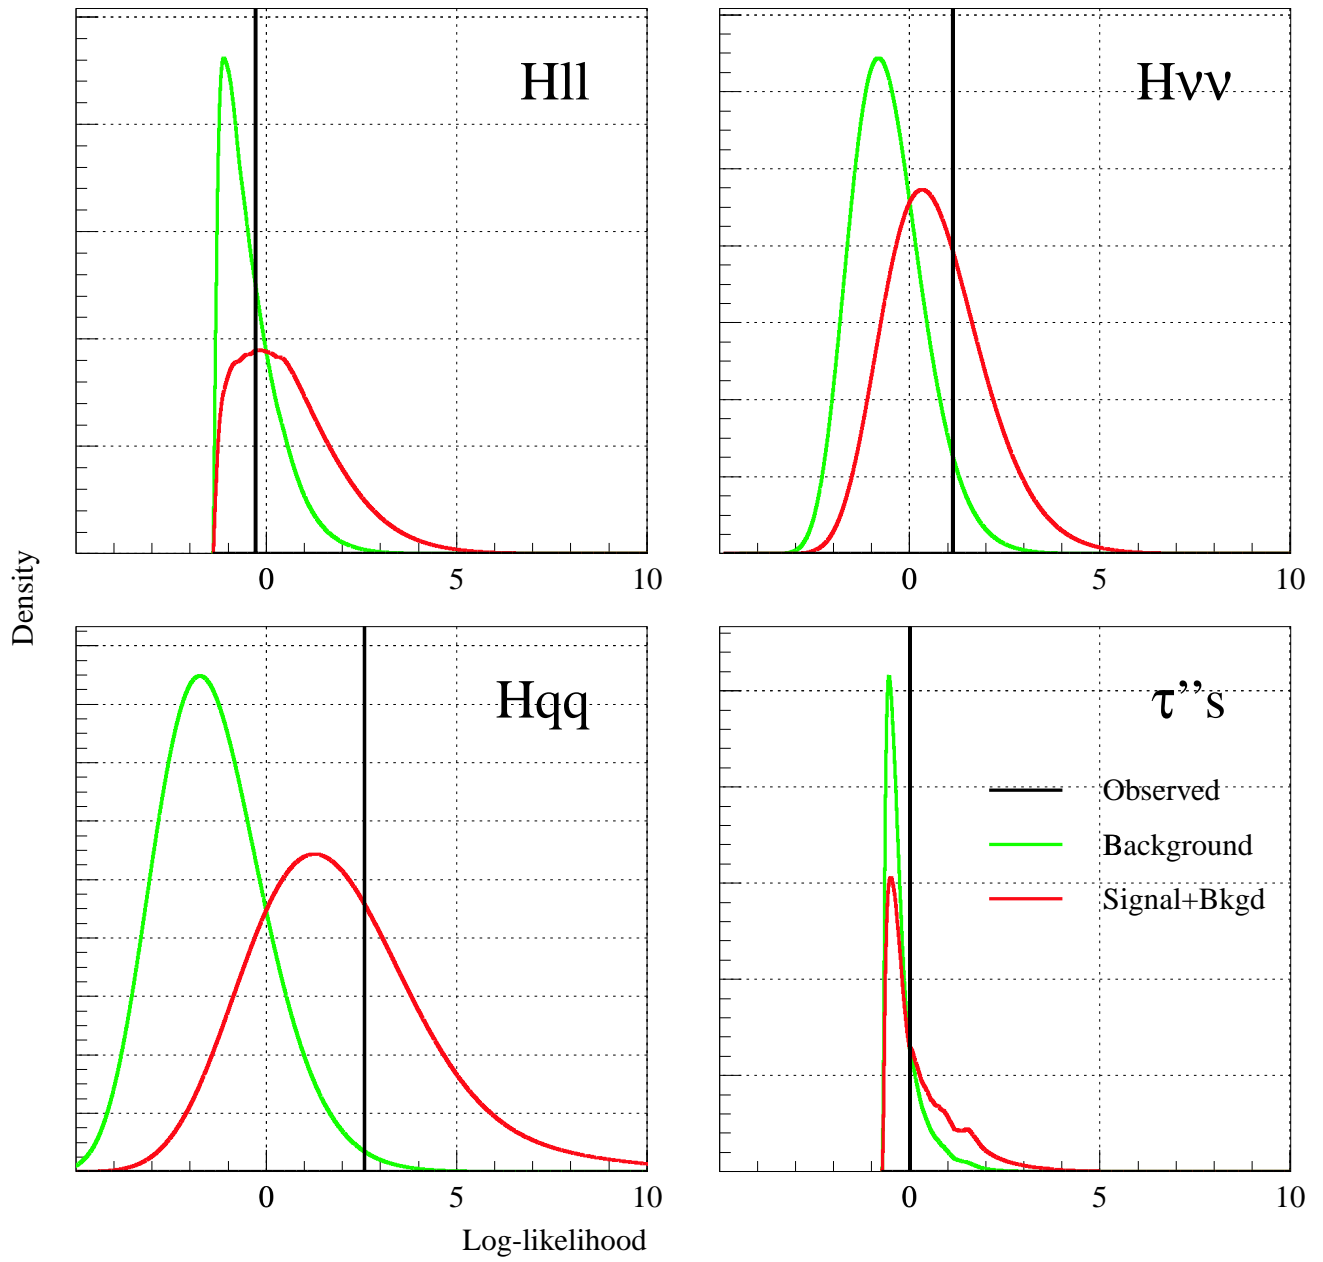 Hll
Hνν
0 5 10
0 5 10
Density
Hqq
τ’’s
Observed
Background
Signal+Bkgd
0 5 10
0 5 10
Log-likelihood